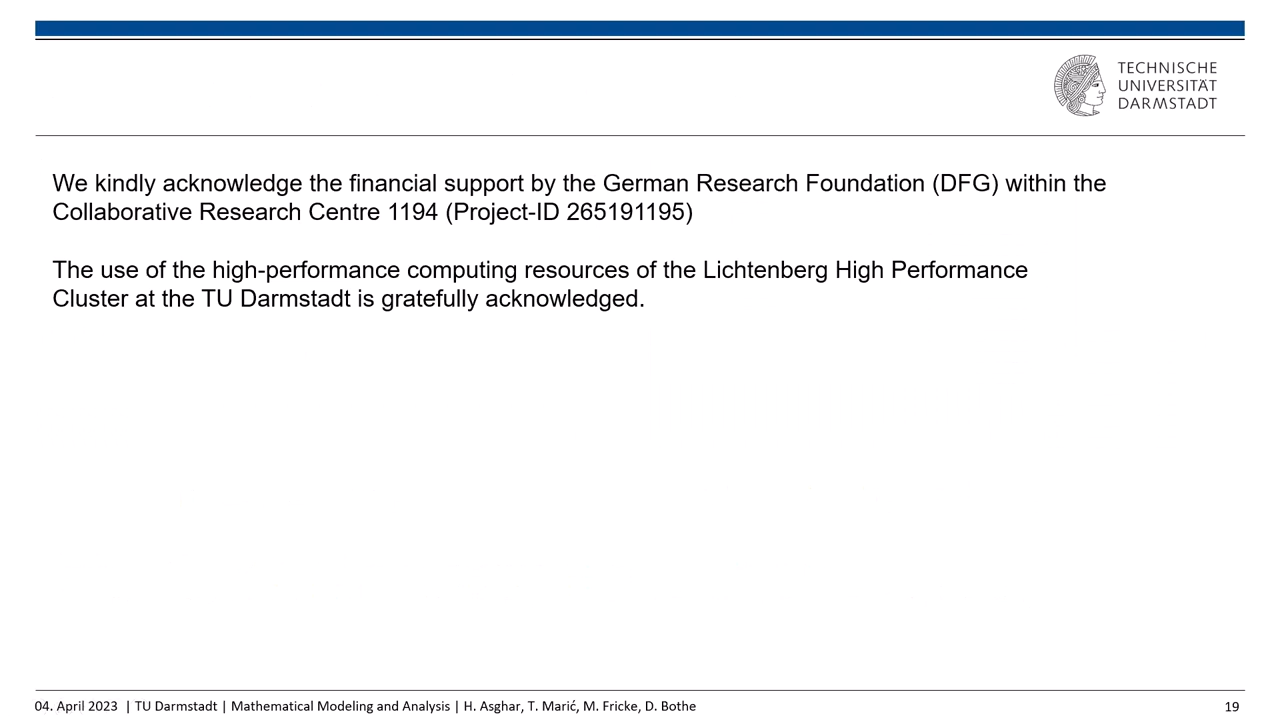 TECHNISCHE
UNIVERSITÄT
DARMSTADT
We kindly acknowledge the financial support by the German Research Foundation (DFG) within the
Collaborative Research Centre 1194 (Project-ID 265191195)
The use of the high-performance computing resources of the Lichtenberg High Performance
Cluster at the TU Darmstadt is gratefully acknowledged.
04. April 2023 | TU Darmstadt | Mathematical Modeling and Analysis | H. Asghar, T. Marić, M. Fricke, D. Bothe 19